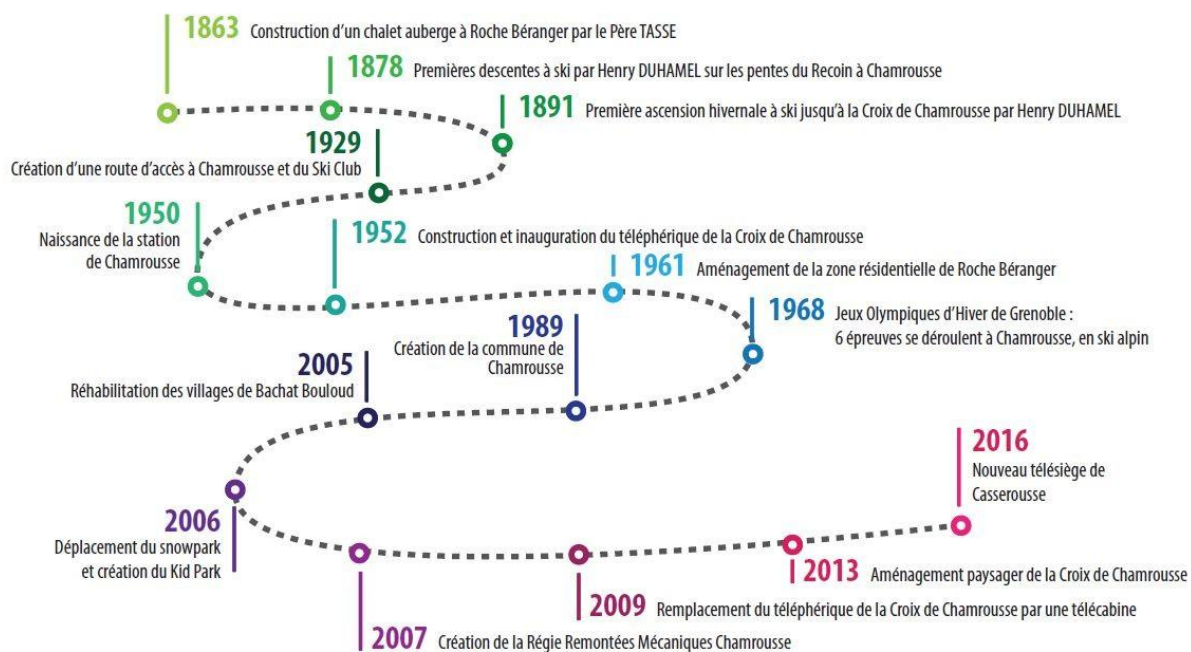 1863 Construction d'un chalet auberge à Roche Béranger par le Père TASSE
1878 Premières descentes à ski par Henry DUHAMEL sur les pentes du Recoin à Chamrousse
1891 Première ascension hivernale à ski jusqu'à la Croix de Chamrousse par Henry DUHAMEL
1929
Création d'une route d'accès à Chamrousse et du Ski Club
1950
Naissance de la station
de Chamrousse
1952 Construction et inauguration du téléphérique de la Croix de Chamrousse
1961 Aménagement de la zone résidentielle de Roche Béranger
1968 Jeux Olympiques d'Hiver de Grenoble :
6 épreuves se déroulent à Chamrousse, en ski alpin
1989
Création de la commune de
Chamrousse
2005
Réhabilitation des villages de Bachat Bouloud
2006
Déplacement du snowpark
et création du Kid Park
2007 Création de la Régie Remontées Mécaniques Chamrousse
2009 Remplacement du téléphérique de la Croix de Chamrousse par une télécabine
2013 Aménagement paysager de la Croix de Chamrousse
2016
Nouveau télésiège de
Casserousse